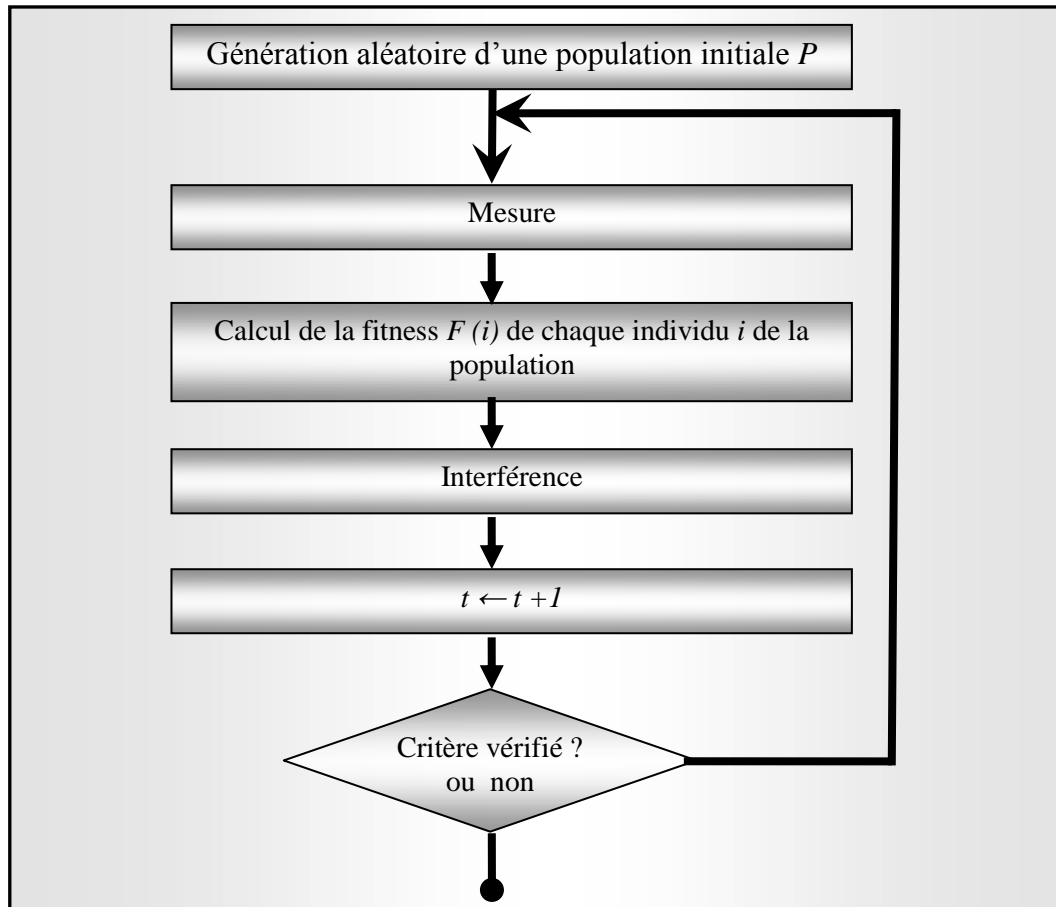 Génération aléatoire d’une population initiale P
Mesure
Calcul de la fitness F (i) de chaque individu i de la
population
Interférence
t ← t +1
Critère vérifié ?
ou non